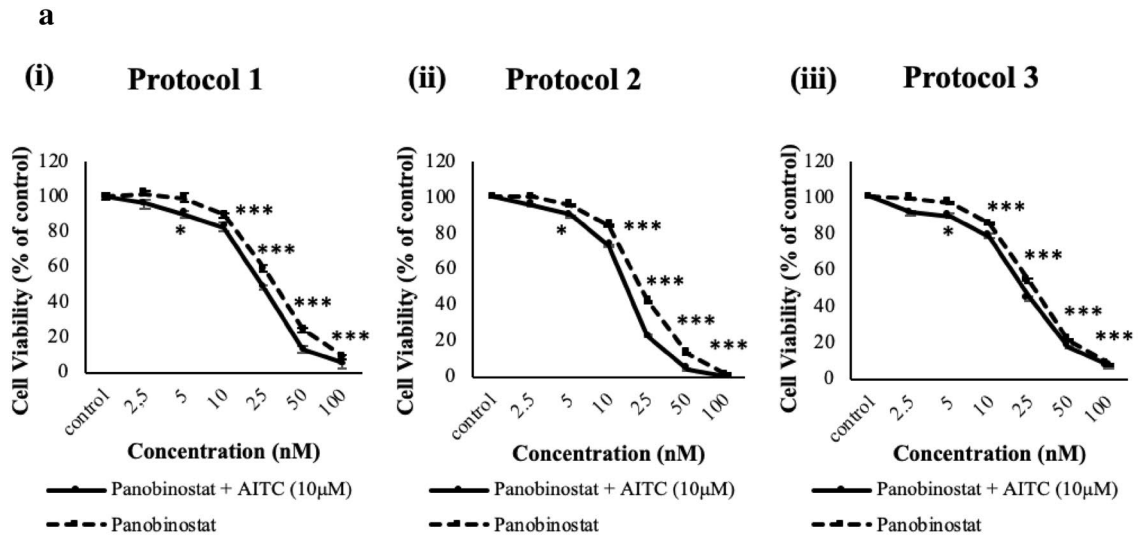 a
(i) Protocol 1
Cell Viability (% of control)
120
100
80
60
40
20
0
*
***
***
***
***
control
2,5
5
10
25
50
100
Concentration (nM)
Panobinostat + AITC (10μM)
Panobinostat
(ii) Protocol 2
Cell Viability (% of control)
120
100
80
60
40
20
0
*
***
***
***
***
control
2.5
5
10
25
50
100
Concentration (nM)
Panobinostat + AITC (10μM)
Panobinostat
(iii) Protocol 3
Cell Viability (% of control)
120
100
80
60
40
20
0
*
***
***
***
***
control
2.5
5
10
25
50
100
Concentration (nM)
Panobinostat + AITC (10μM)
Panobinostat